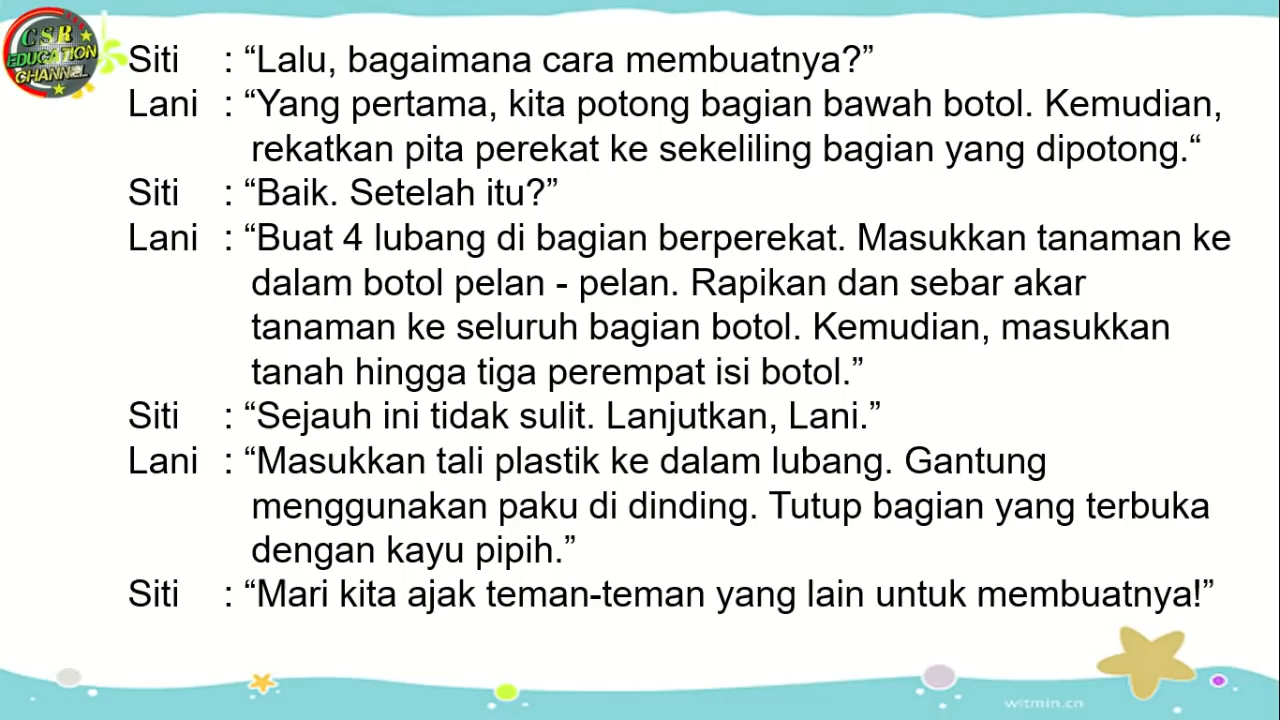 GSR
EDUCATION
CHANNEL
Siti : “Lalu, bagaimana cara membuatnya?”
Lani : “Yang pertama, kita potong bagian bawah botol. Kemudian,
rekatkan pita perekat ke sekeliling bagian yang dipotong.“
Siti : “Baik. Setelah itu?”
Lani : “Buat 4 lubang di bagian berperekat. Masukkan tanaman ke
dalam botol pelan - pelan. Rapikan dan sebar akar
tanaman ke seluruh bagian botol. Kemudian, masukkan
tanah hingga tiga perempat isi botol.”
Siti : “Sejauh ini tidak sulit. Lanjutkan, Lani.”
Lani : “Masukkan tali plastik ke dalam lubang. Gantung
menggunakan paku di dinding. Tutup bagian yang terbuka
dengan kayu pipih.”
Siti : “Mari kita ajak teman-teman yang lain untuk membuatnya!”
witmin.cn